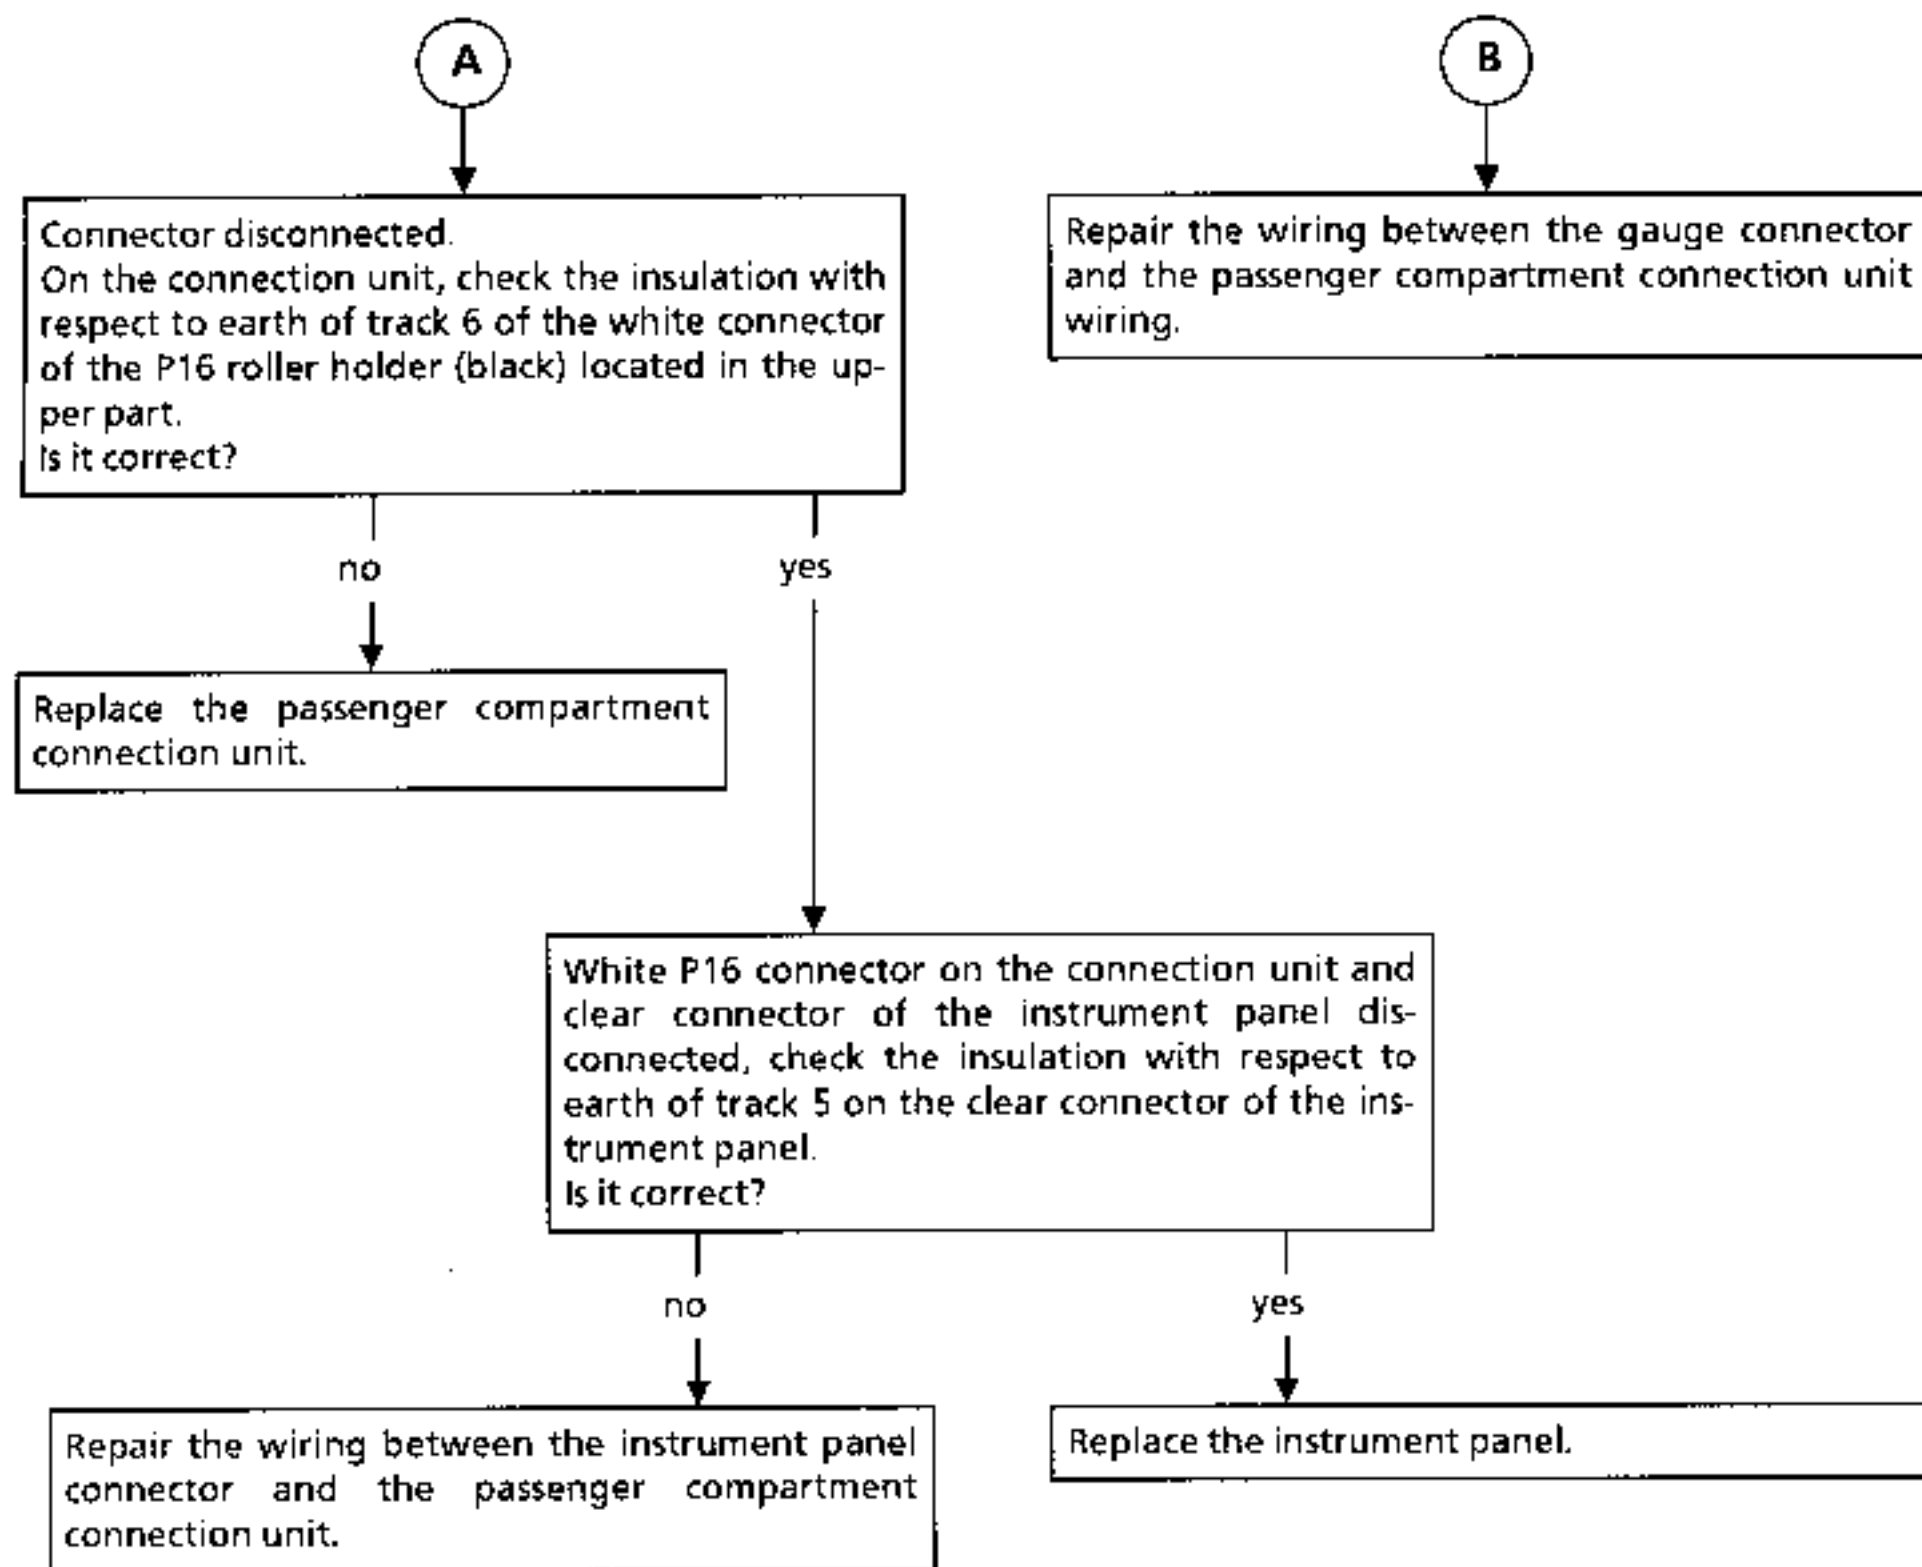 A
B
Connector disconnected.
On the connection unit, check the insulation with
respect to earth of track 6 of the white connector
of the P16 roller holder (black) located in the up-
per part.
Is it correct?
Repair the wiring between the gauge connector
and the passenger compartment connection unit
wiring.
no
yes
Replace the passenger compartment
connection unit.
White P16 connector on the connection unit and
clear connector of the instrument panel dis-
connected, check the insulation with respect to
earth of track 5 on the clear connector of the ins-
trument panel.
Is it correct?
no
yes
Repair the wiring between the instrument panel
connector and the passenger compartment
connection unit.
Replace the instrument panel.